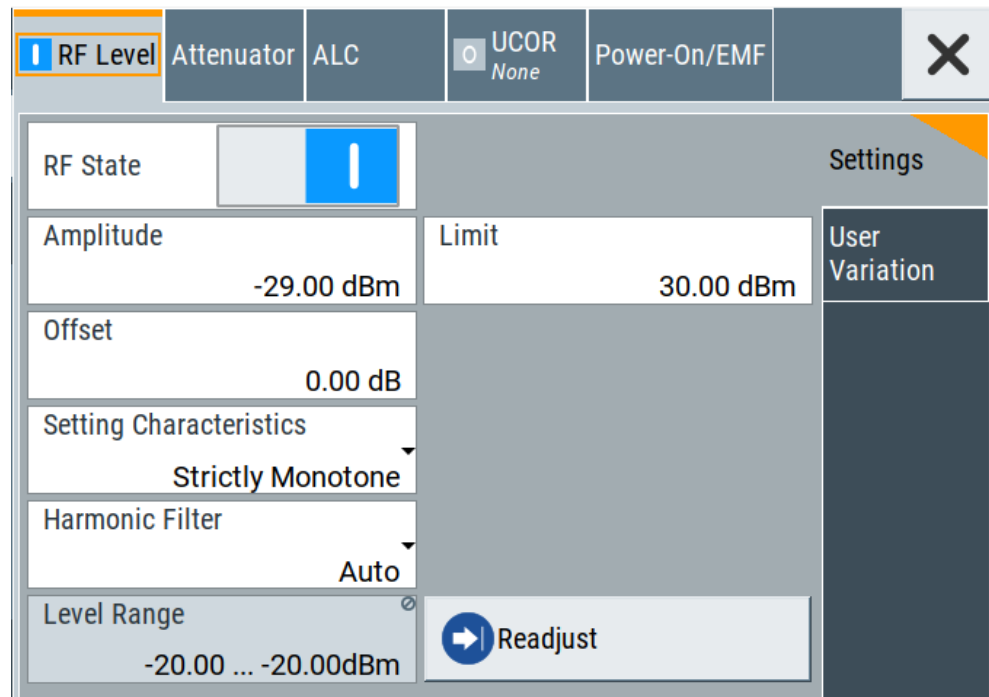 RF Level Attenuator ALC UCOR Power-On/EMF
None
RF State
Settings
Amplitude Limit User
Variation
-29.00 dBm 30.00 dBm
Offset
0.00 dB
Setting Characteristics
Strictly Monotone
Harmonic Filter
Auto
Level Range
-20.00 ... -20.00dBm
Readjust